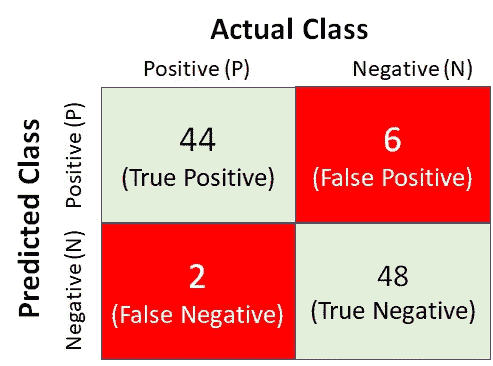 Actual Class
Positive (P) Negative (N)
Predicted Class
Positive (P)
44
(True Positive)
6
(False Positive)
Negative (N)
2
(False Negative)
48
(True Negative)